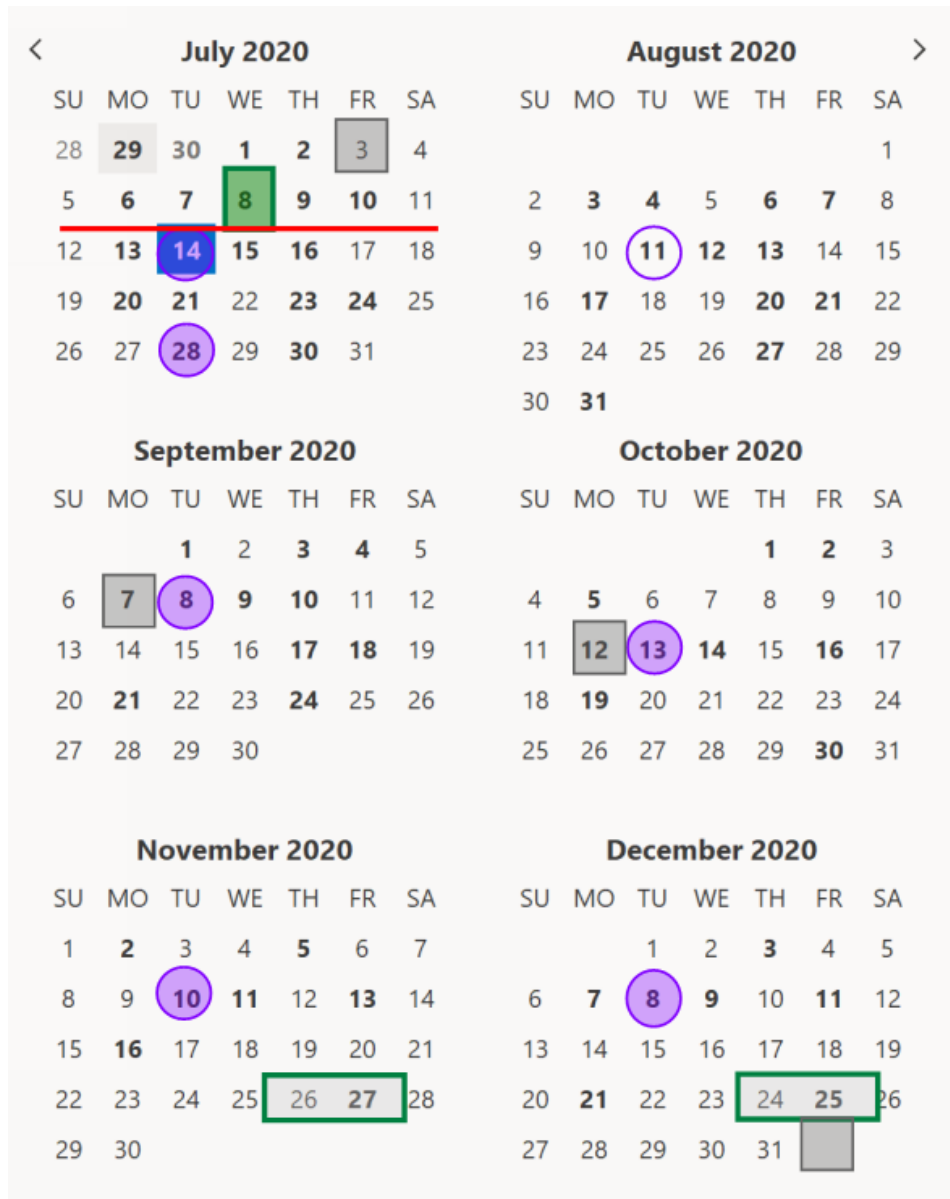 July 2020
SU MO TU WE TH FR SA
28 29 30 1 2 3 4
5 6 7 8 9 10 11
12 13 14 15 16 17 18
19 20 21 22 23 24 25
26 27 28 29 30 31
August 2020
SU MO TU WE TH FR SA
1
2 3 4 5 6 7 8
9 10 11 12 13 14 15
16 17 18 19 20 21 22
23 24 25 26 27 28 29
30 31
September 2020
SU MO TU WE TH FR SA
1 2 3 4 5
6 7 8 9 10 11 12
13 14 15 16 17 18 19
20 21 22 23 24 25 26
27 28 29 30
October 2020
SU MO TU WE TH FR SA
1 2 3
4 5 6 7 8 9 10
11 12 13 14 15 16 17
18 19 20 21 22 23 24
25 26 27 28 29 30 31
November 2020
SU MO TU WE TH FR SA
1 2 3 4 5 6 7
8 9 10 11 12 13 14
15 16 17 18 19 20 21
22 23 24 25 26 27 28
29 30
December 2020
SU MO TU WE TH FR SA
1 2 3 4 5
6 7 8 9 10 11 12
13 14 15 16 17 18 19
20 21 22 23 24 25 26
27 28 29 30 31